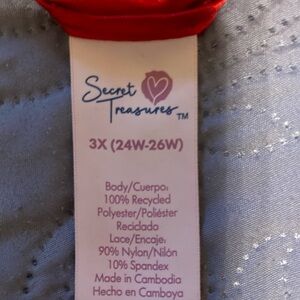 Secret
Treasures TM
3X (24W-26W)
Body/Cuerpo:
100% Recycled
Polyester/Poliéster
Reciclado
Lace/Encaje:
90% Nylon/Nilón
10% Spandex
Made in Cambodia
Hecho en Camboya